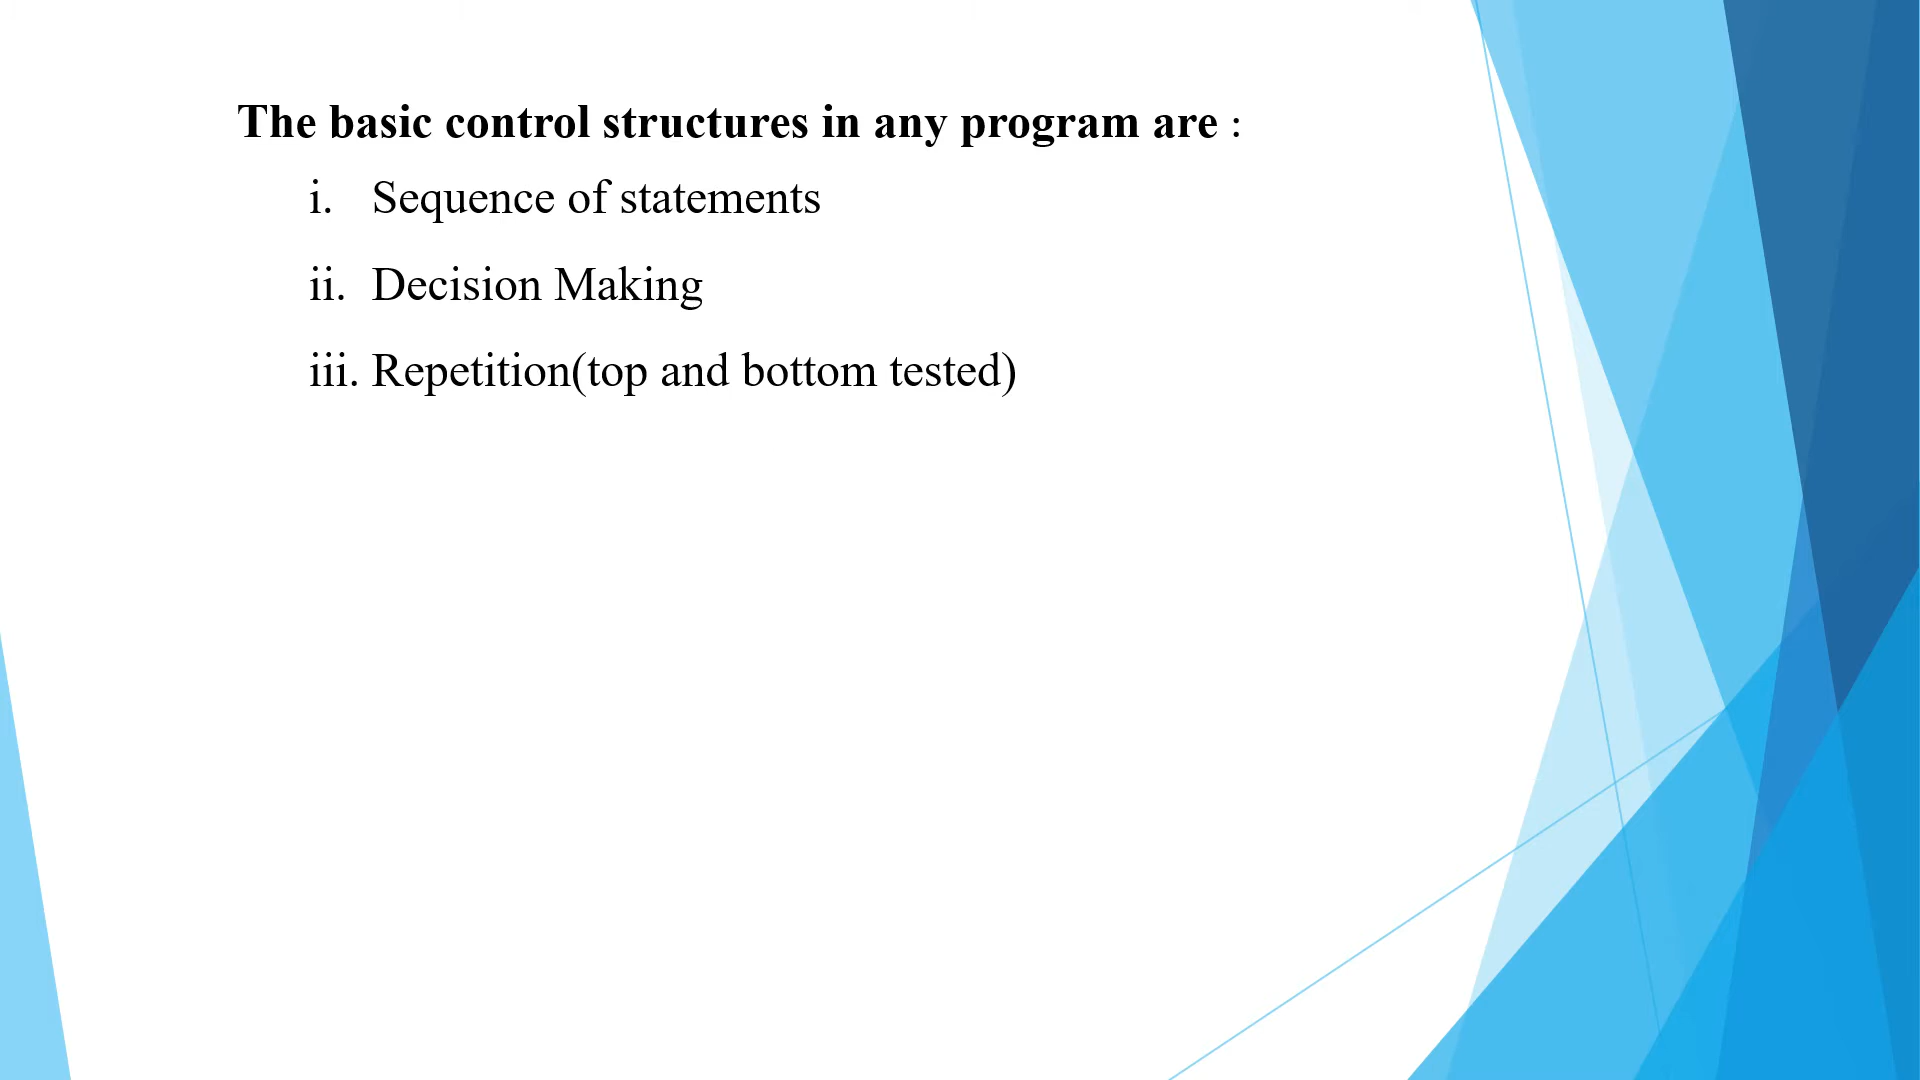 The basic control structures in any program are :
i. Sequence of statements
ii. Decision Making
iii. Repetition(top and bottom tested)